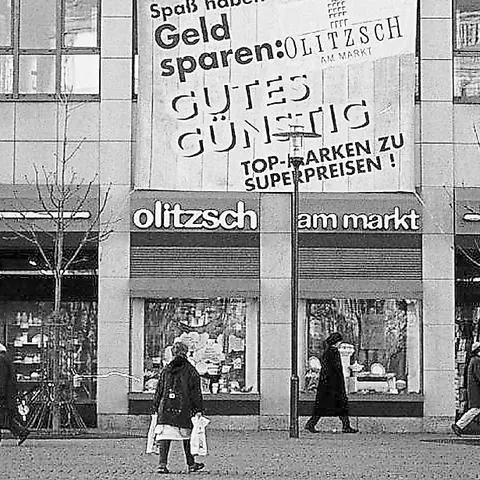 Spaß haben
Geld
sparen: OLITZSCH
AM MARKT
GUTES
GÜNSTIG
TOP-MARKEN ZU
SUPERPREISEN !
olitzsch am markt